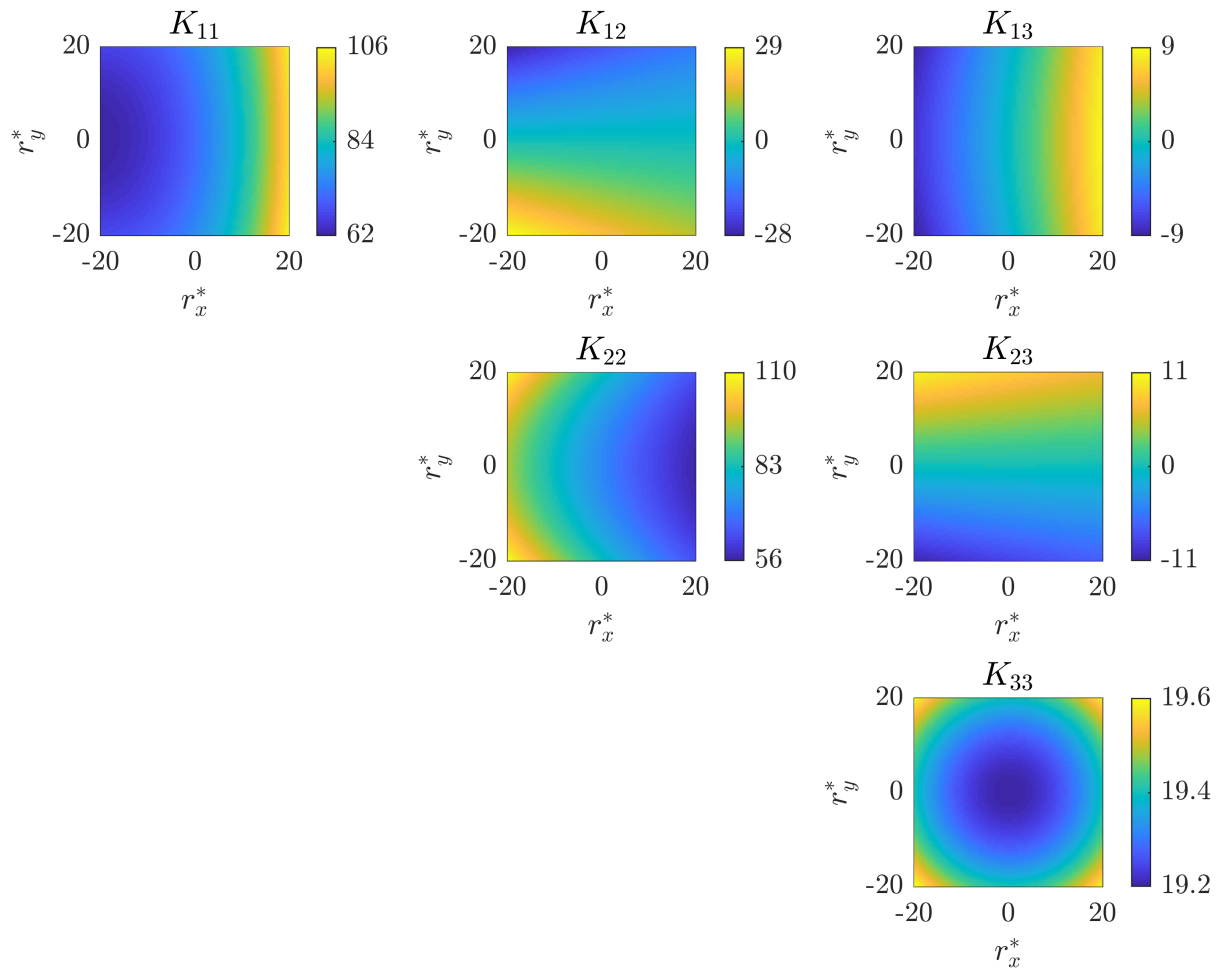 K₁₁ K₁₂ K₁₃
20 106 20 29 20 9
r*y 0 84 r*y 0 0 r*y 0 0
-20 62 -20 -28 -20 -9
-20 0 20 -20 0 20 -20 0 20
r*x r*x r*x
K₂₂ K₂₃
20 110 20 11
r*y 0 83 r*y 0 0
-20 56 -20 -11
-20 0 20 -20 0 20
r*x r*x
K₃₃
20 19.6
r*y 0 19.4
-20 19.2
-20 0 20
r*x